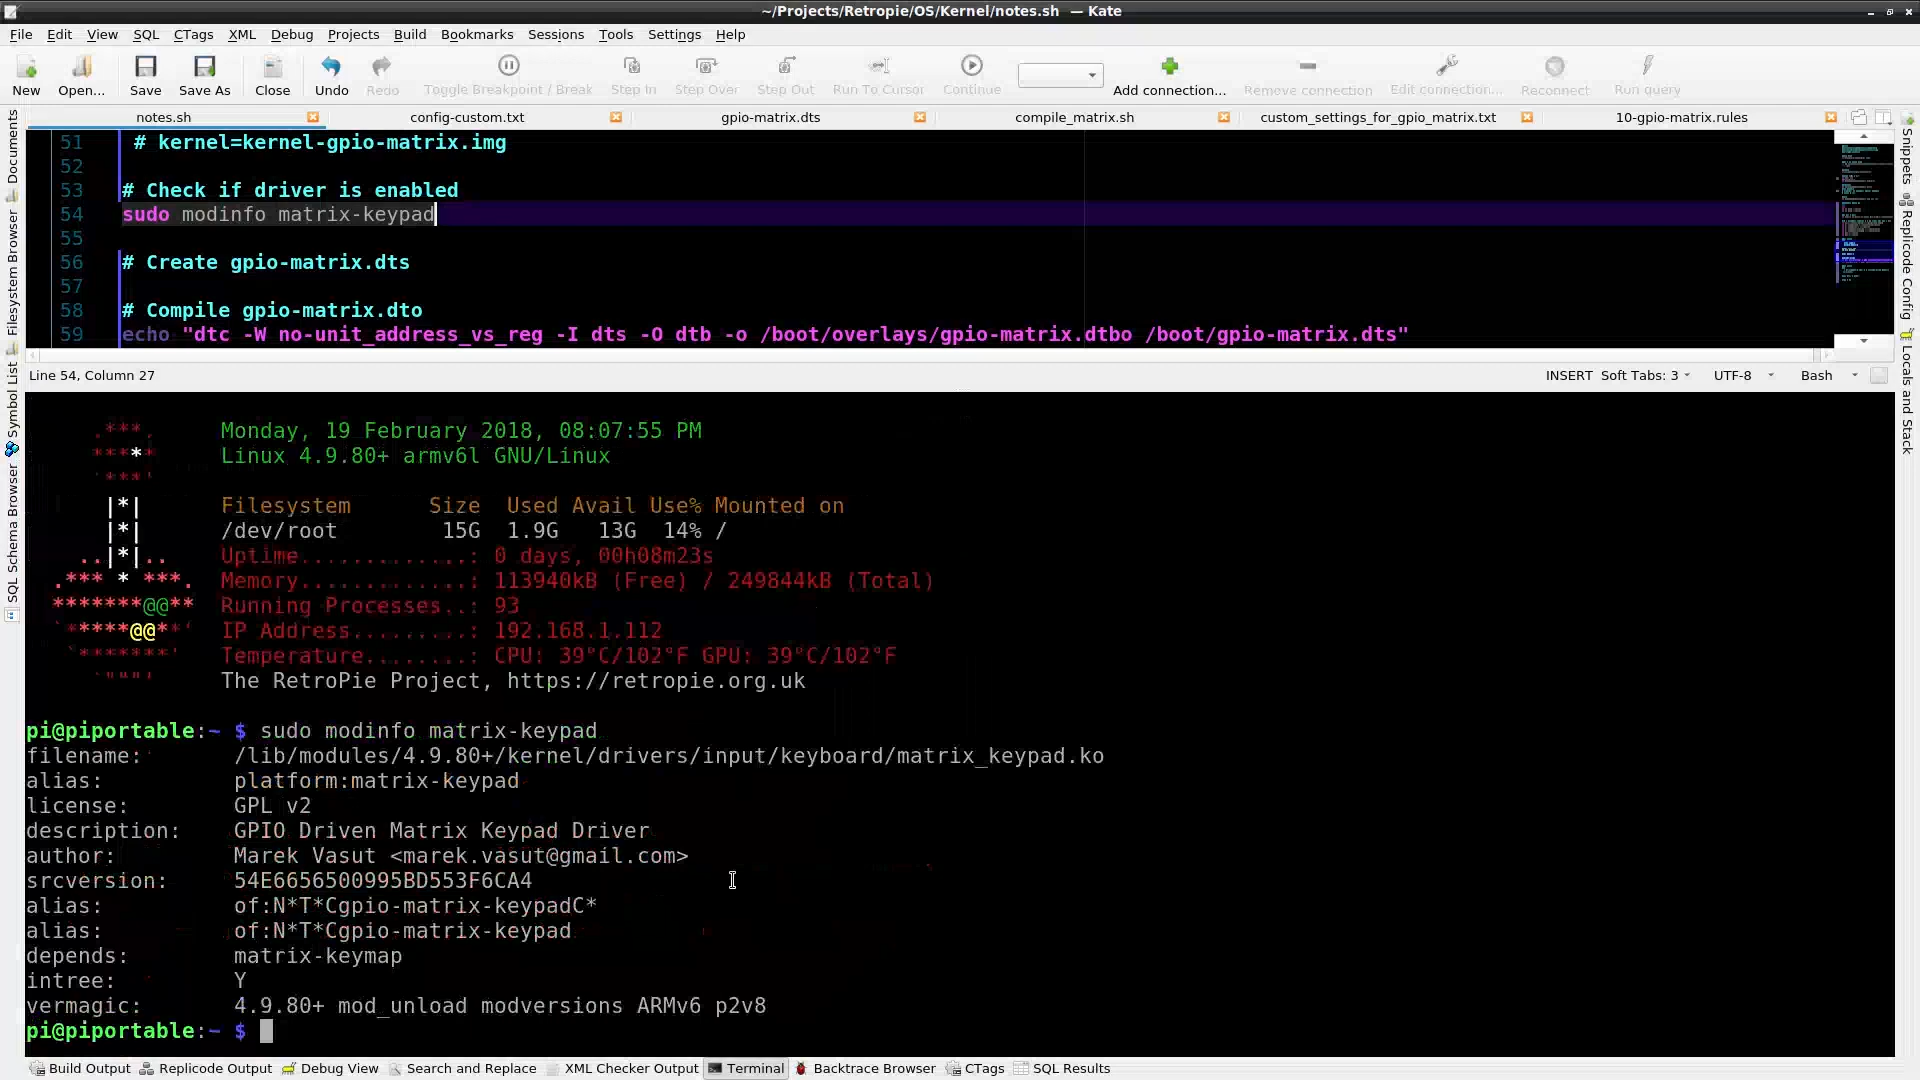 ~/Projects/Retropie/OS/Kernel/notes.sh — Kate
File Edit View SQL CTags XML Debug Projects Build Bookmarks Sessions Tools Settings Help
New Open... Save Save As Close Undo Redo Toggle Breakpoint / Break Step In Step Over Step Out Run To Cursor Continue Add connection... Remove connection Edit connection... Reconnect Run query
notes.sh config-custom.txt gpio-matrix.dts compile_matrix.sh custom_settings_for_gpio_matrix.txt 10-gpio-matrix.rules
Documents
Filesystem Browser
Symbol List
SQL Schema Browser
51 # kernel=kernel-gpio-matrix.img
52
53 # Check if driver is enabled
54 sudo modinfo matrix-keypad
55
56 # Create gpio-matrix.dts
57
58 # Compile gpio-matrix.dto
59 echo "dtc -W no-unit_address_vs_reg -I dts -O dtb -o /boot/overlays/gpio-matrix.dtbo /boot/gpio-matrix.dts"
Snippets
Replicode Config
Locals and Stack
Line 54, Column 27 INSERT Soft Tabs: 3 UTF-8 Bash
.***. Monday, 19 February 2018, 08:07:55 PM
***** Linux 4.9.80+ armv6l GNU/Linux
`***'
|*| Filesystem Size Used Avail Use% Mounted on
|*| /dev/root 15G 1.9G 13G 14% /
..|*|.. Uptime.............: 0 days, 00h08m23s
.*** * ***. Memory.............: 113940kB (Free) / 249844kB (Total)
*******@@** Running Processes..: 93
`*****@@**' IP Address.........: 192.168.1.112
`*******' Temperature........: CPU: 39°C/102°F GPU: 39°C/102°F
`"""' The RetroPie Project, https://retropie.org.uk
pi@piportable:~ $ sudo modinfo matrix-keypad
filename: /lib/modules/4.9.80+/kernel/drivers/input/keyboard/matrix_keypad.ko
alias: platform:matrix-keypad
license: GPL v2
description: GPIO Driven Matrix Keypad Driver
author: Marek Vasut <marek.vasut@gmail.com>
srcversion: 54E6656500995BD553F6CA4
alias: of:N*T*Cgpio-matrix-keypadC*
alias: of:N*T*Cgpio-matrix-keypad
depends: matrix-keymap
intree: Y
vermagic: 4.9.80+ mod_unload modversions ARMv6 p2v8
pi@piportable:~ $
Build Output Replicode Output Debug View Search and Replace XML Checker Output Terminal Backtrace Browser CTags SQL Results